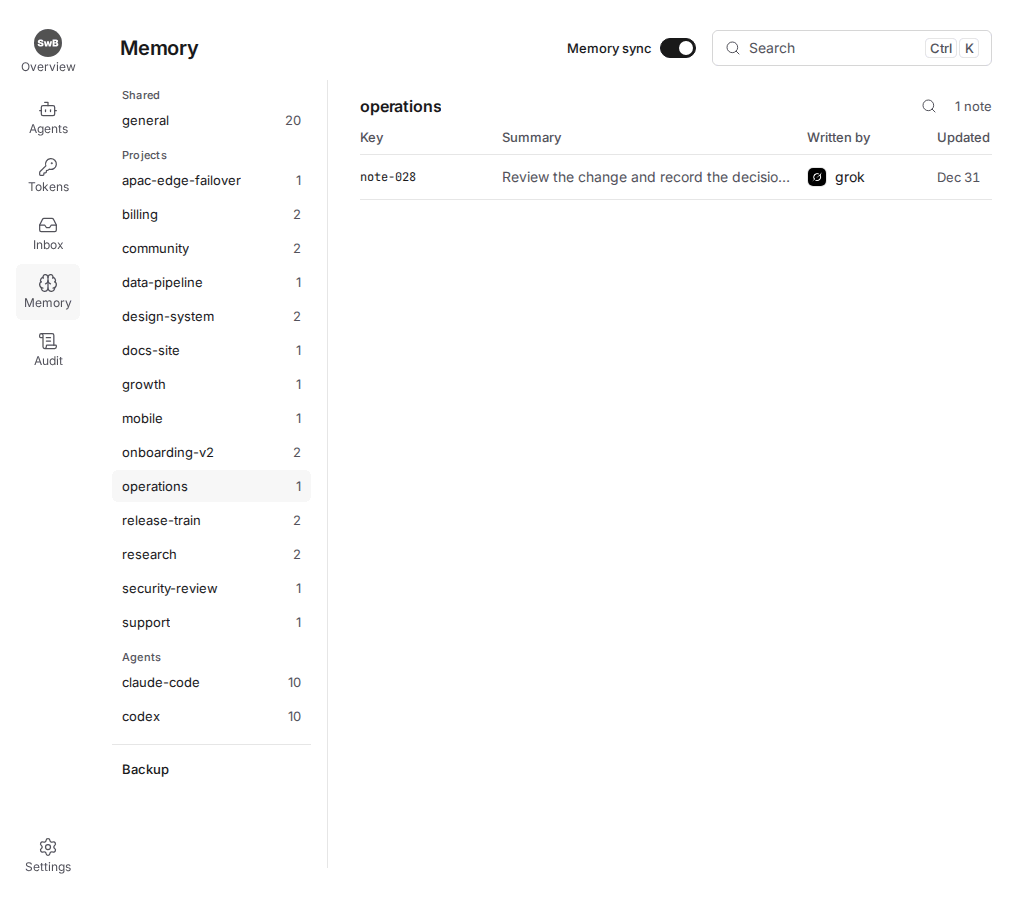 SwB
Overview
Agents
Tokens
Inbox
Memory
Audit
Settings
Memory
Memory sync
Search
Ctrl K
Shared
general 20
Projects
apac-edge-failover 1
billing 2
community 2
data-pipeline 1
design-system 2
docs-site 1
growth 1
mobile 1
onboarding-v2 2
operations 1
release-train 2
research 2
security-review 1
support 1
Agents
claude-code 10
codex 10
Backup
operations
1 note
Key Summary Written by Updated
note-028 Review the change and record the decisio... grok Dec 31